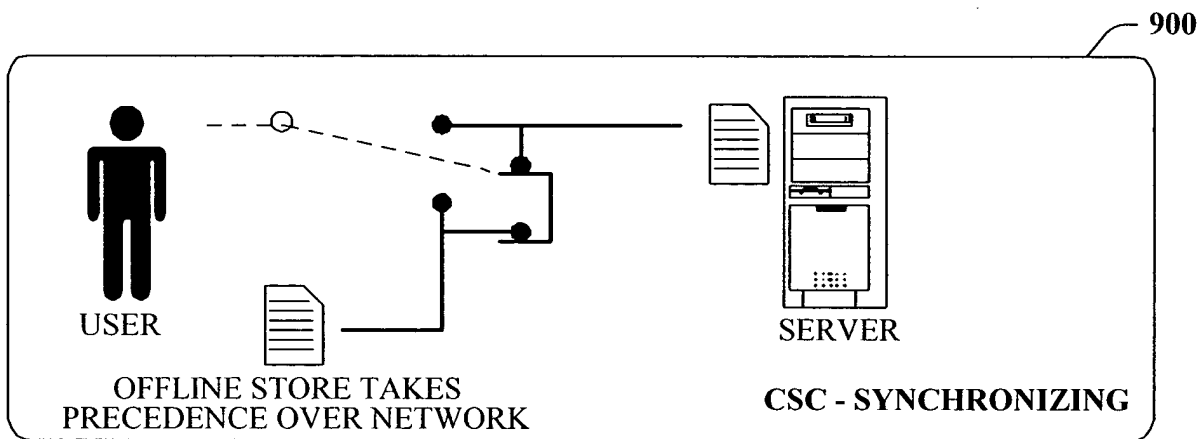 900
USER
SERVER
OFFLINE STORE TAKES
PRECEDENCE OVER NETWORK
CSC - SYNCHRONIZING